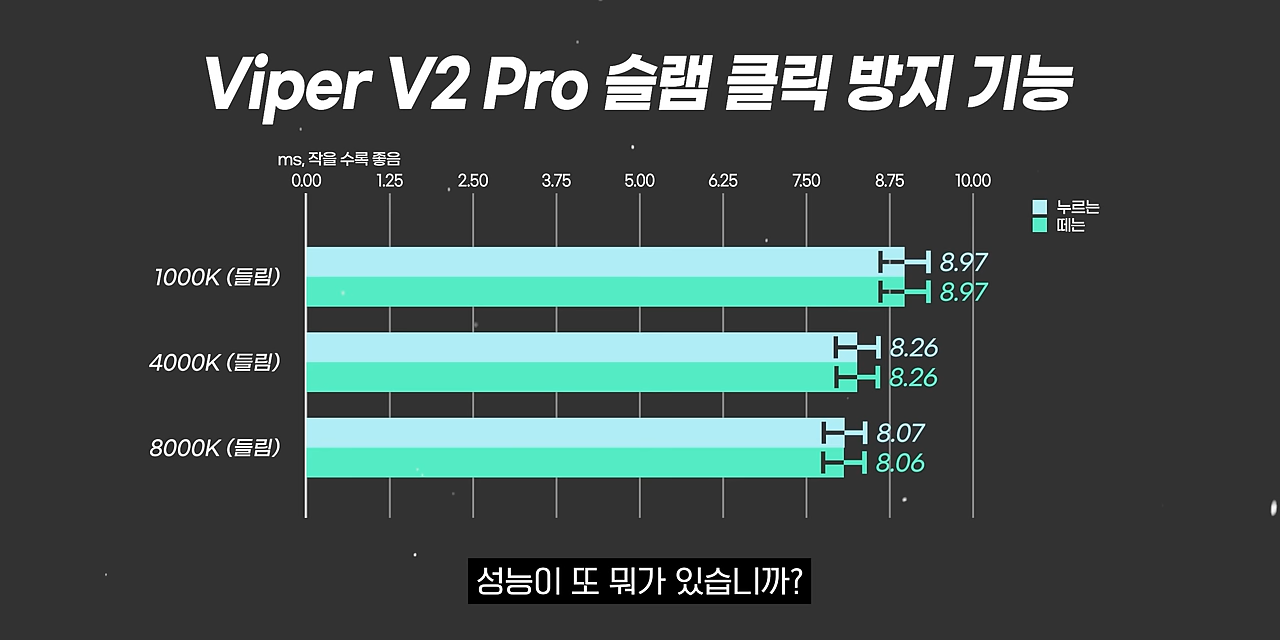 Viper V2 Pro 슬램 클릭 방지 기능
ms, 작을 수록 좋음
0.00 1.25 2.50 3.75 5.00 6.25 7.50 8.75 10.00
누르는
떼는
1000K (들림)
8.97
8.97
4000K (들림)
8.26
8.26
8000K (들림)
8.07
8.06
성능이 또 뭐가 있습니까?